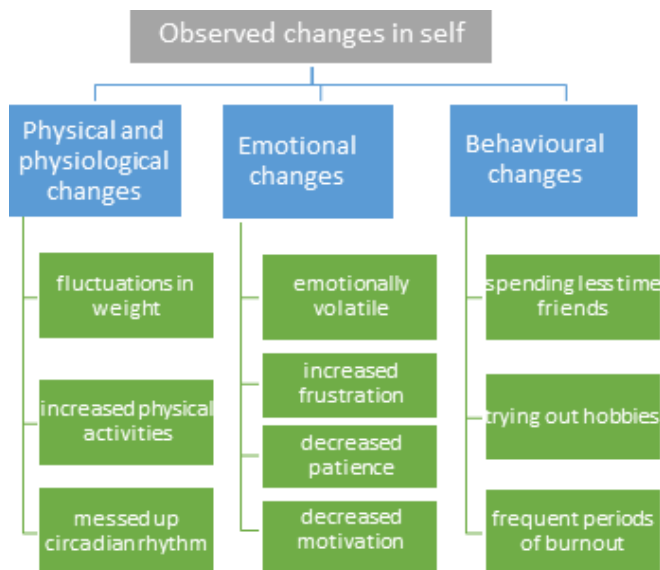 Observed changes in self
Physical and
physiological
changes
fluctuations in
weight
increased physical
activities
messed up
circadian rhythm
Emotional
changes
emotionally
volatile
increased
frustration
decreased
patience
decreased
motivation
Behavioural
changes
spending less time
friends
trying out hobbies
frequent periods
of burnout